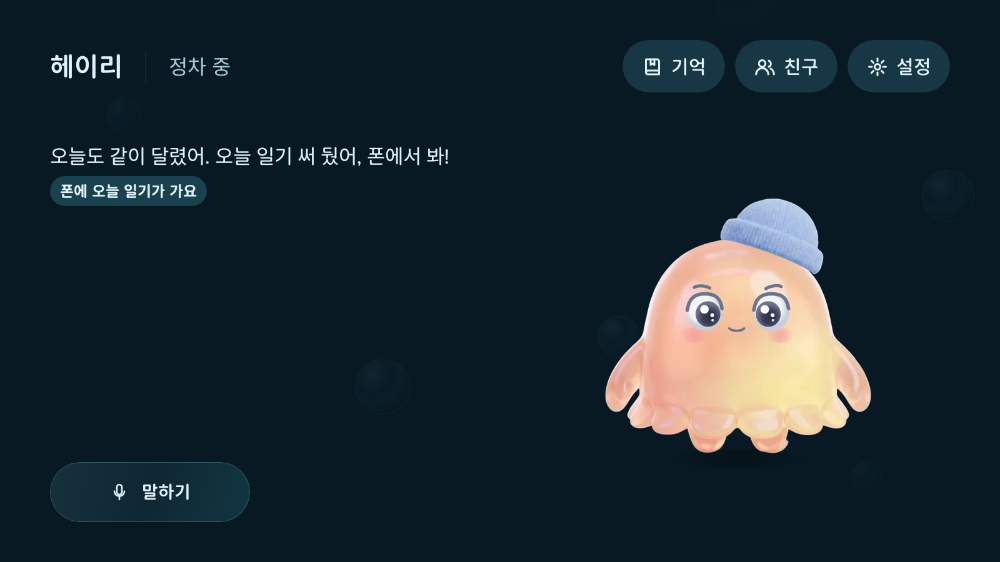 헤이리
정차 중
기억
친구
설정
오늘도 같이 달렸어. 오늘 일기 써 뒀어, 폰에서 봐!
폰에 오늘 일기가 가요
말하기